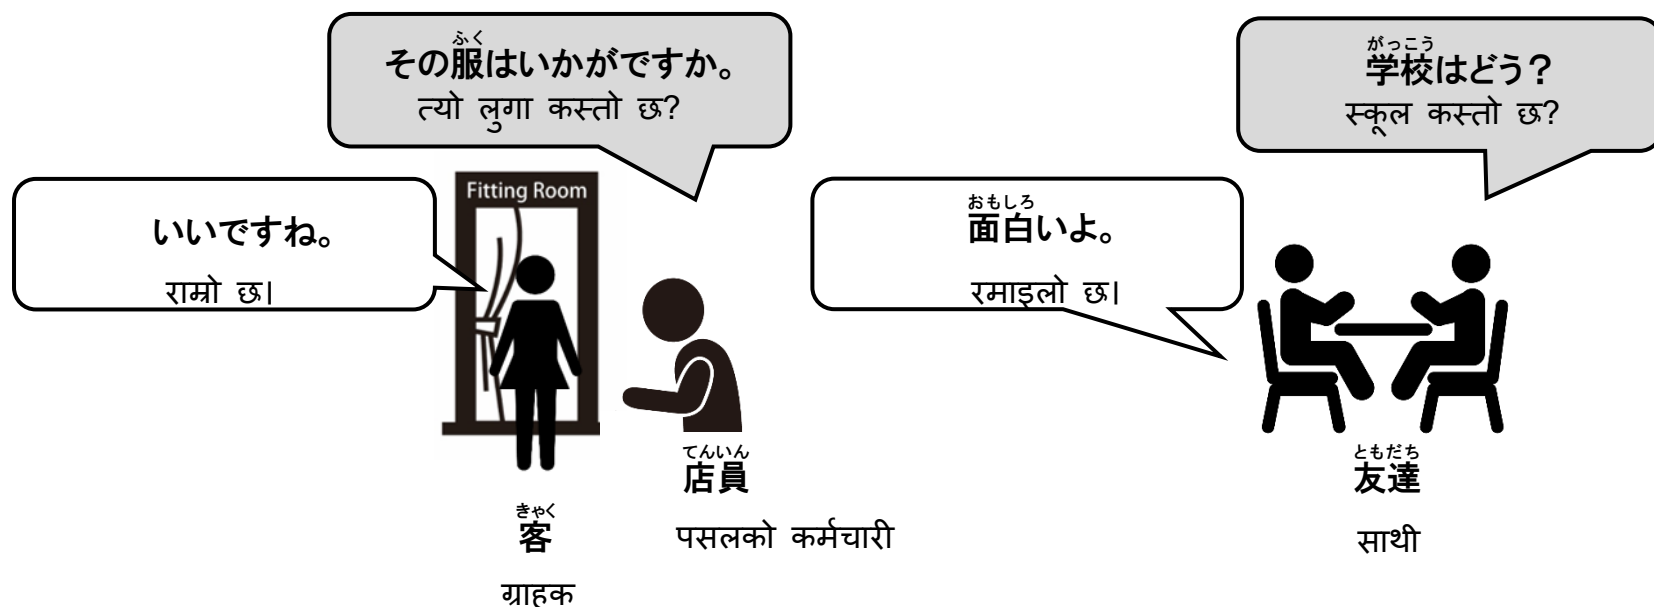 ふく
その服はいかがですか。
त्यो लुगा कस्तो छ?
Fitting Room
いいですね。
राम्रो छ।
てんいん
店員
पसलको कर्मचारी
きゃく
客
ग्राहक
がっこう
学校はどう？
स्कूल कस्तो छ?
おもしろ
面白いよ。
रमाइलो छ।
ともだち
友達
साथी